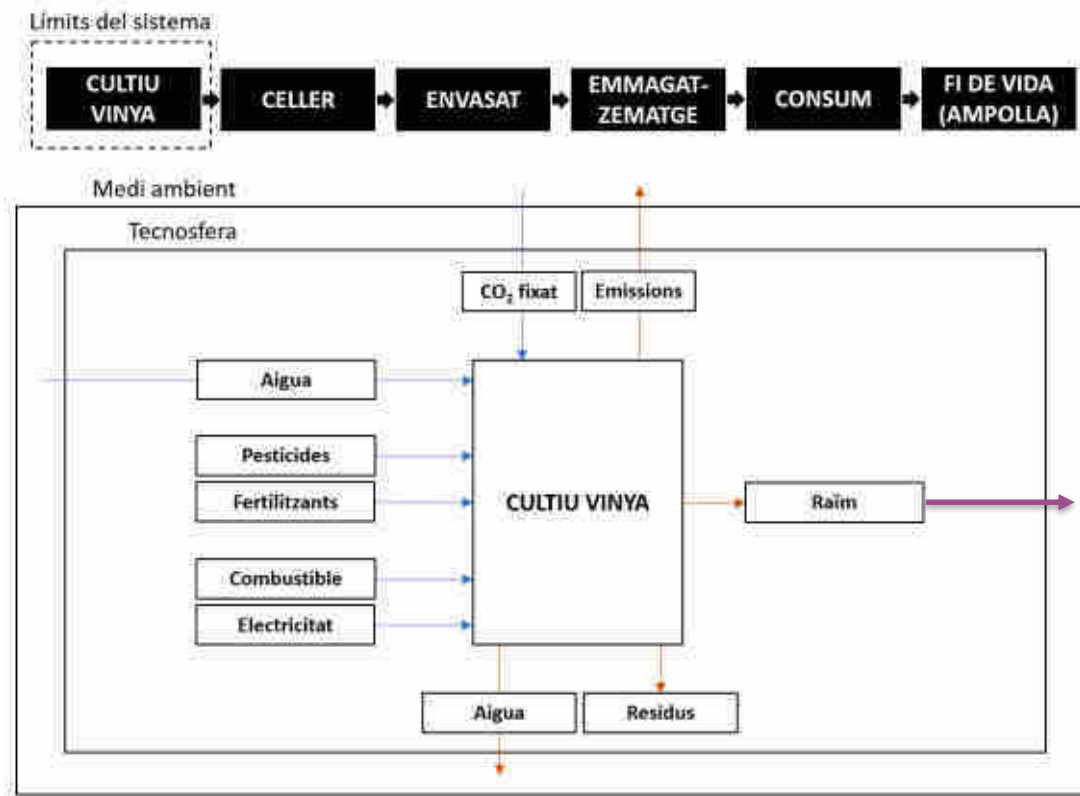 Límits del sistema
CULTIU
VINYA
CELLER
ENVASAT
EMMAGAT-
ZEMATGE
CONSUM
FI DE VIDA
(AMPOLLA)
Medi ambient
Tecnosfera
CO₂ fixat
Emissions
Aigua
Pesticides
Fertilitzants
CULTIU VINYA
Raïm
Combustible
Electricitat
Aigua
Residus